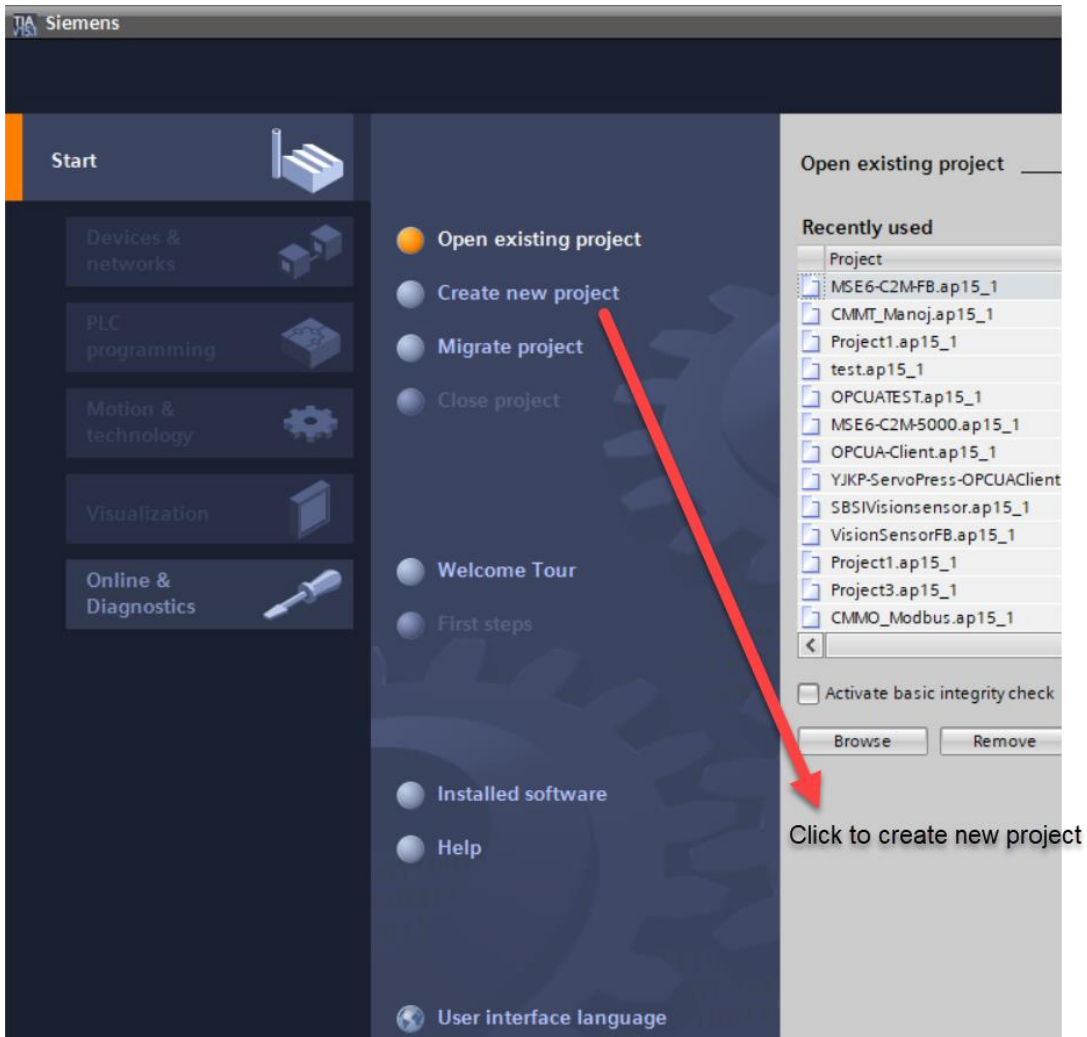 TIA
V15.1
Siemens
Start
Devices &
networks
PLC
programming
Motion &
technology
Visualization
Online &
Diagnostics
Open existing project
Create new project
Migrate project
Close project
Welcome Tour
First steps
Installed software
Help
User interface language
Open existing project
Recently used
Project
MSE6-C2M-FB.ap15_1
CMMT_Manoj.ap15_1
Project1.ap15_1
test.ap15_1
OPCUATEST.ap15_1
MSE6-C2M-5000.ap15_1
OPCUA-Client.ap15_1
YJKP-ServoPress-OPCUAClient
SBSIVisionsensor.ap15_1
VisionSensorFB.ap15_1
Project1.ap15_1
Project3.ap15_1
CMMO_Modbus.ap15_1
Activate basic integrity check
Browse
Remove
Click to create new project